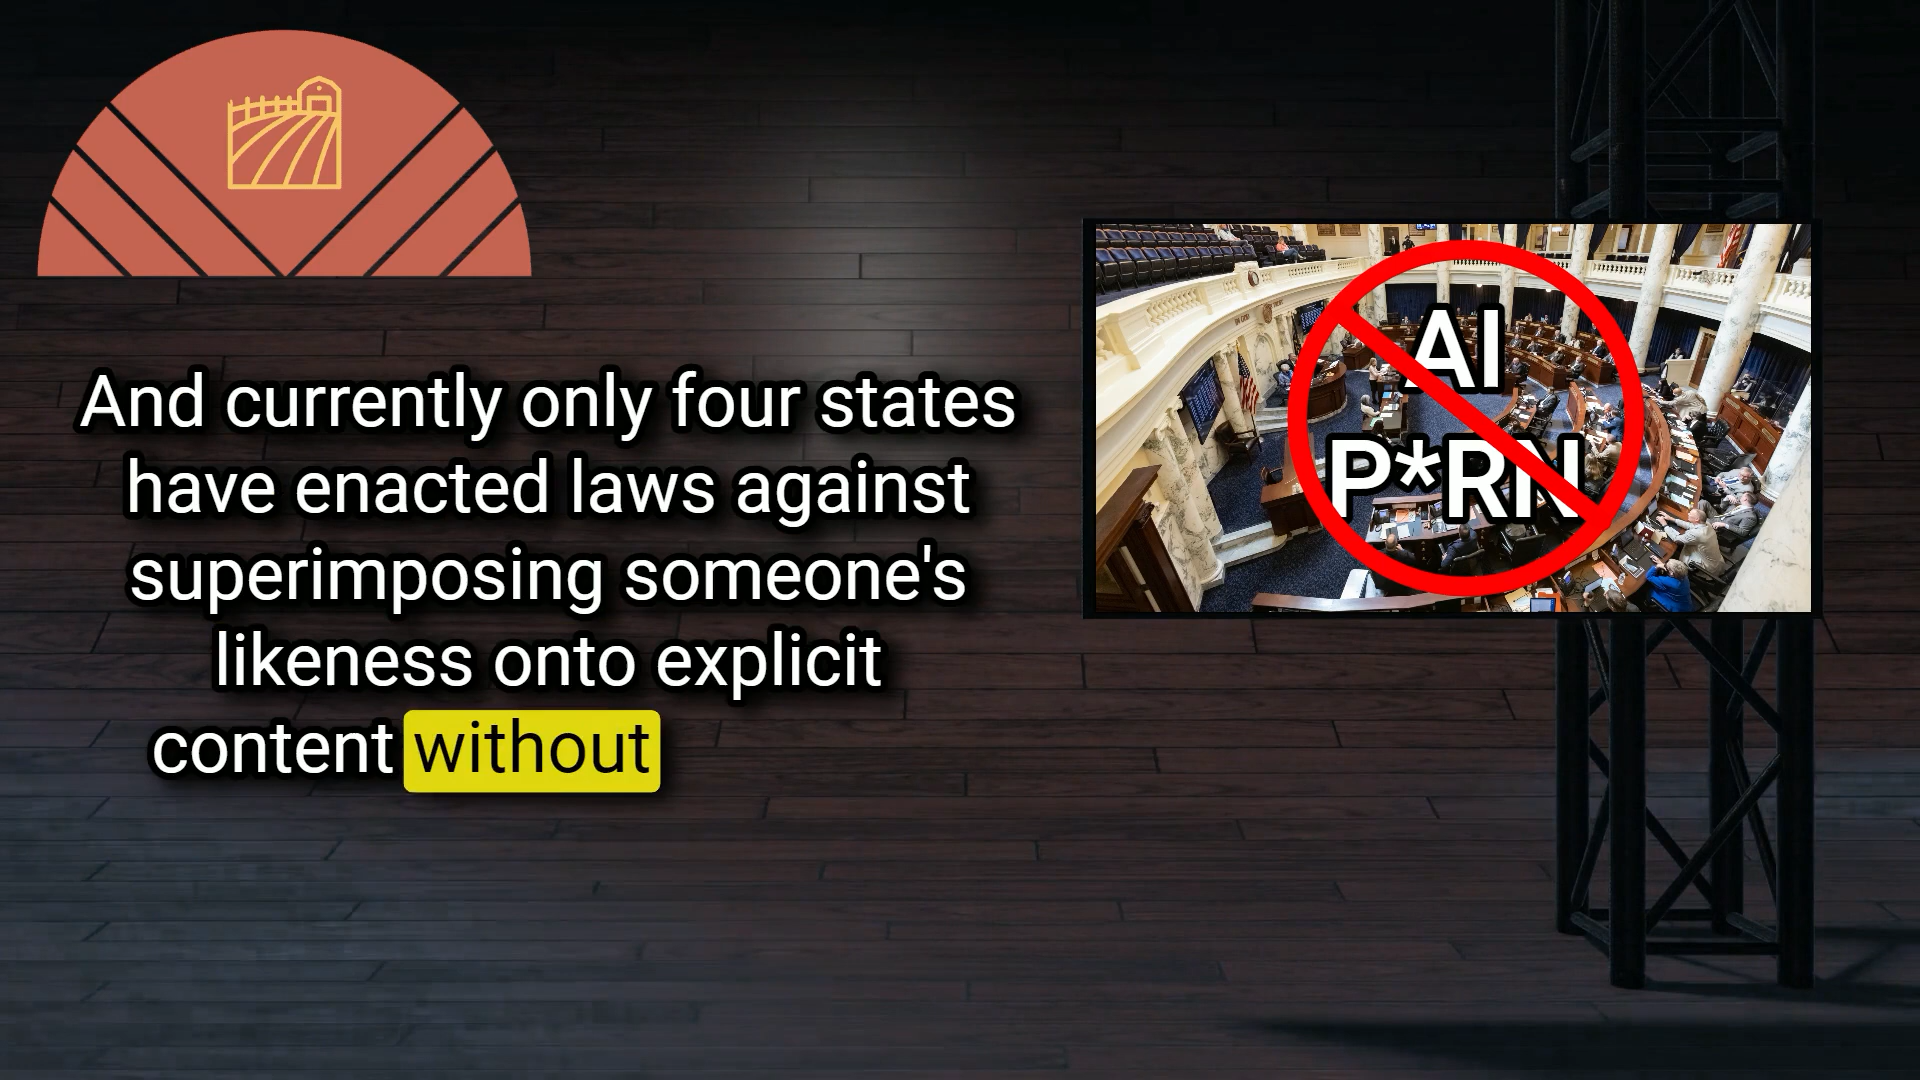 And currently only four states
have enacted laws against
superimposing someone's
likeness onto explicit
content without
AI
P*RN